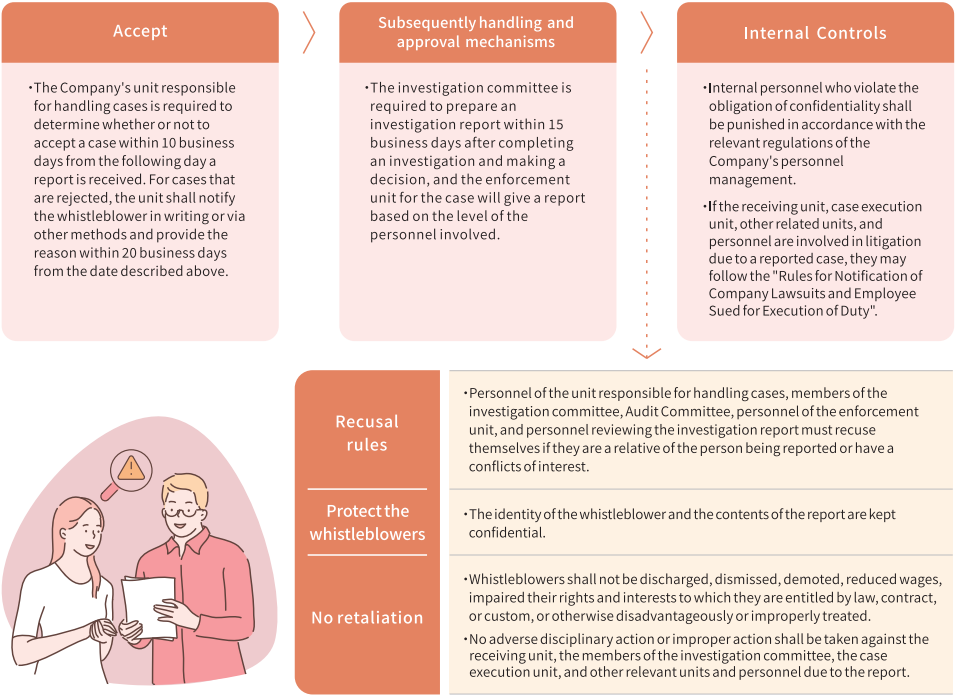 Accept
·The Company's unit responsible
for handling cases is required to
determine whether or not to
accept a case within 10 business
days from the following day a
report is received. For cases that
are rejected, the unit shall notify
the whistleblower in writing or via
other methods and provide the
reason within 20 business days
from the date described above.
Subsequently handling and
approval mechanisms
·The investigation committee is
required to prepare an
investigation report within 15
business days after completing
an investigation and making a
decision, and the enforcement
unit for the case will give a report
based on the level of the
personnel involved.
Internal Controls
·Internal personnel who violate the
obligation of confidentiality shall
be punished in accordance with the
relevant regulations of the
Company's personnel
management.
·If the receiving unit, case execution
unit, other related units, and
personnel are involved in litigation
due to a reported case, they may
follow the "Rules for Notification of
Company Lawsuits and Employee
Sued for Execution of Duty".
Recusal
rules
·Personnel of the unit responsible for handling cases, members of the
investigation committee, Audit Committee, personnel of the enforcement
unit, and personnel reviewing the investigation report must recuse
themselves if they are a relative of the person being reported or have a
conflicts of interest.
Protect the
whistleblowers
·The identity of the whistleblower and the contents of the report are kept
confidential.
No retaliation
·Whistleblowers shall not be discharged, dismissed, demoted, reduced wages,
impaired their rights and interests to which they are entitled by law, contract,
or custom, or otherwise disadvantageously or improperly treated.
·No adverse disciplinary action or improper action shall be taken against the
receiving unit, the members of the investigation committee, the case
execution unit, and other relevant units and personnel due to the report.